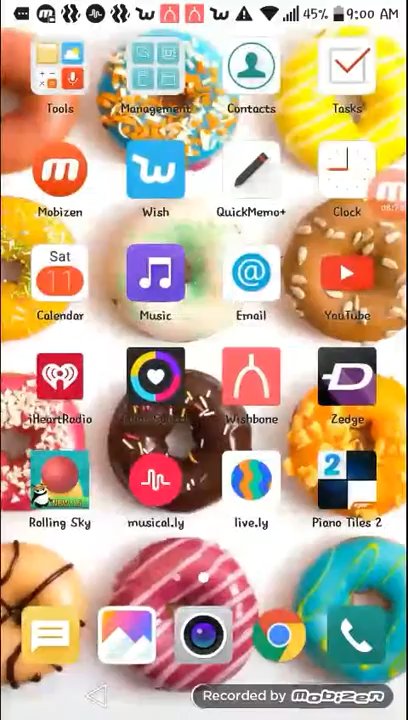 45% 9:00 AM
Tools Management Contacts Tasks
Mobizen Wish QuickMemo+ Clock
Sat
11
Calendar Music Email YouTube
iHeartRadio Wishbone Zedge
2
Rolling Sky musical.ly live.ly Piano Tiles 2
Recorded by mobizen